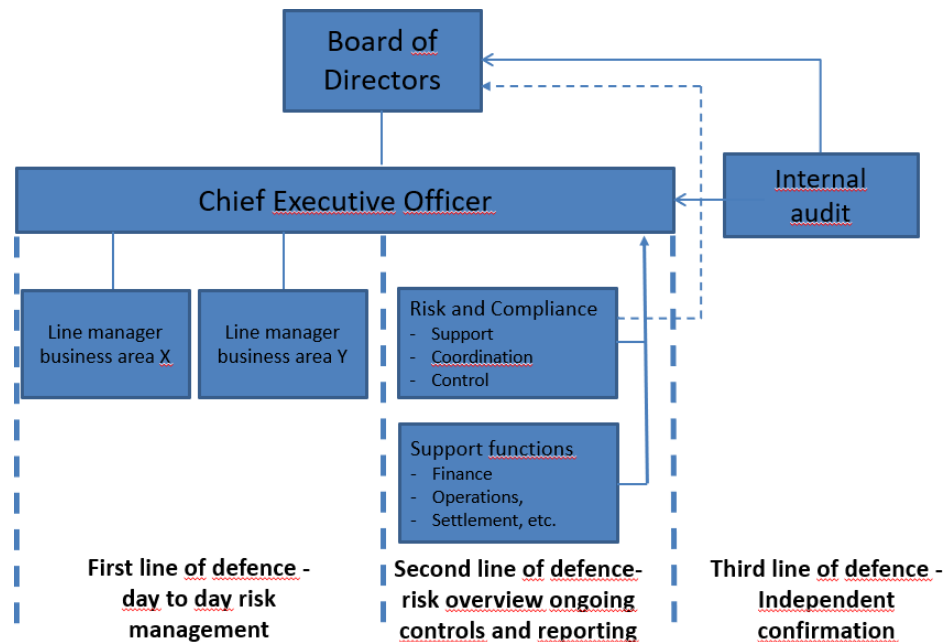 Board of
Directors
Chief Executive Officer
Internal
audit
Line manager
business area X
Line manager
business area Y
Risk and Compliance
- Support
- Coordination
- Control
Support functions
- Finance
- Operations,
- Settlement, etc.
First line of defence -
day to day risk
management
Second line of defence-
risk overview ongoing
controls and reporting
Third line of defence -
Independent
confirmation